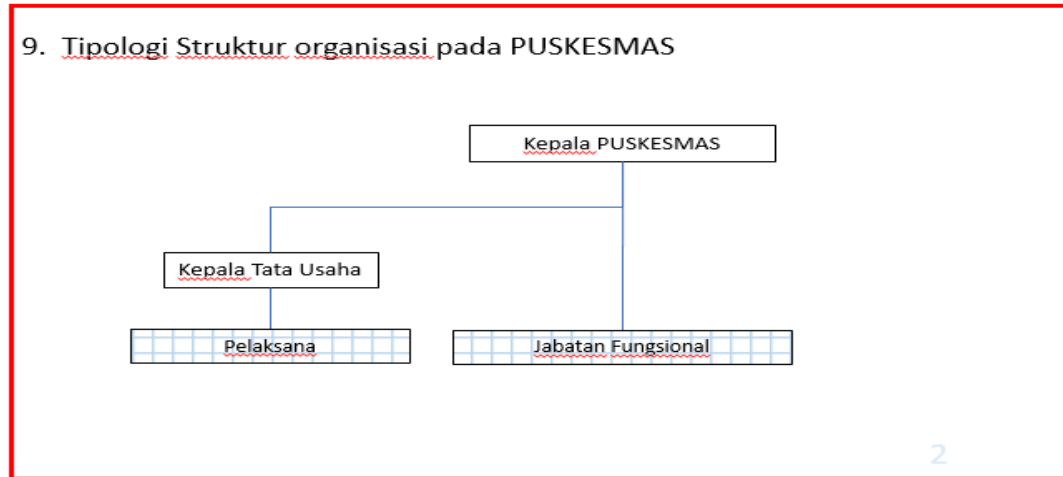 9. Tipologi Struktur organisasi pada PUSKESMAS
Kepala PUSKESMAS
Kepala Tata Usaha
Pelaksana
Jabatan Fungsional
2